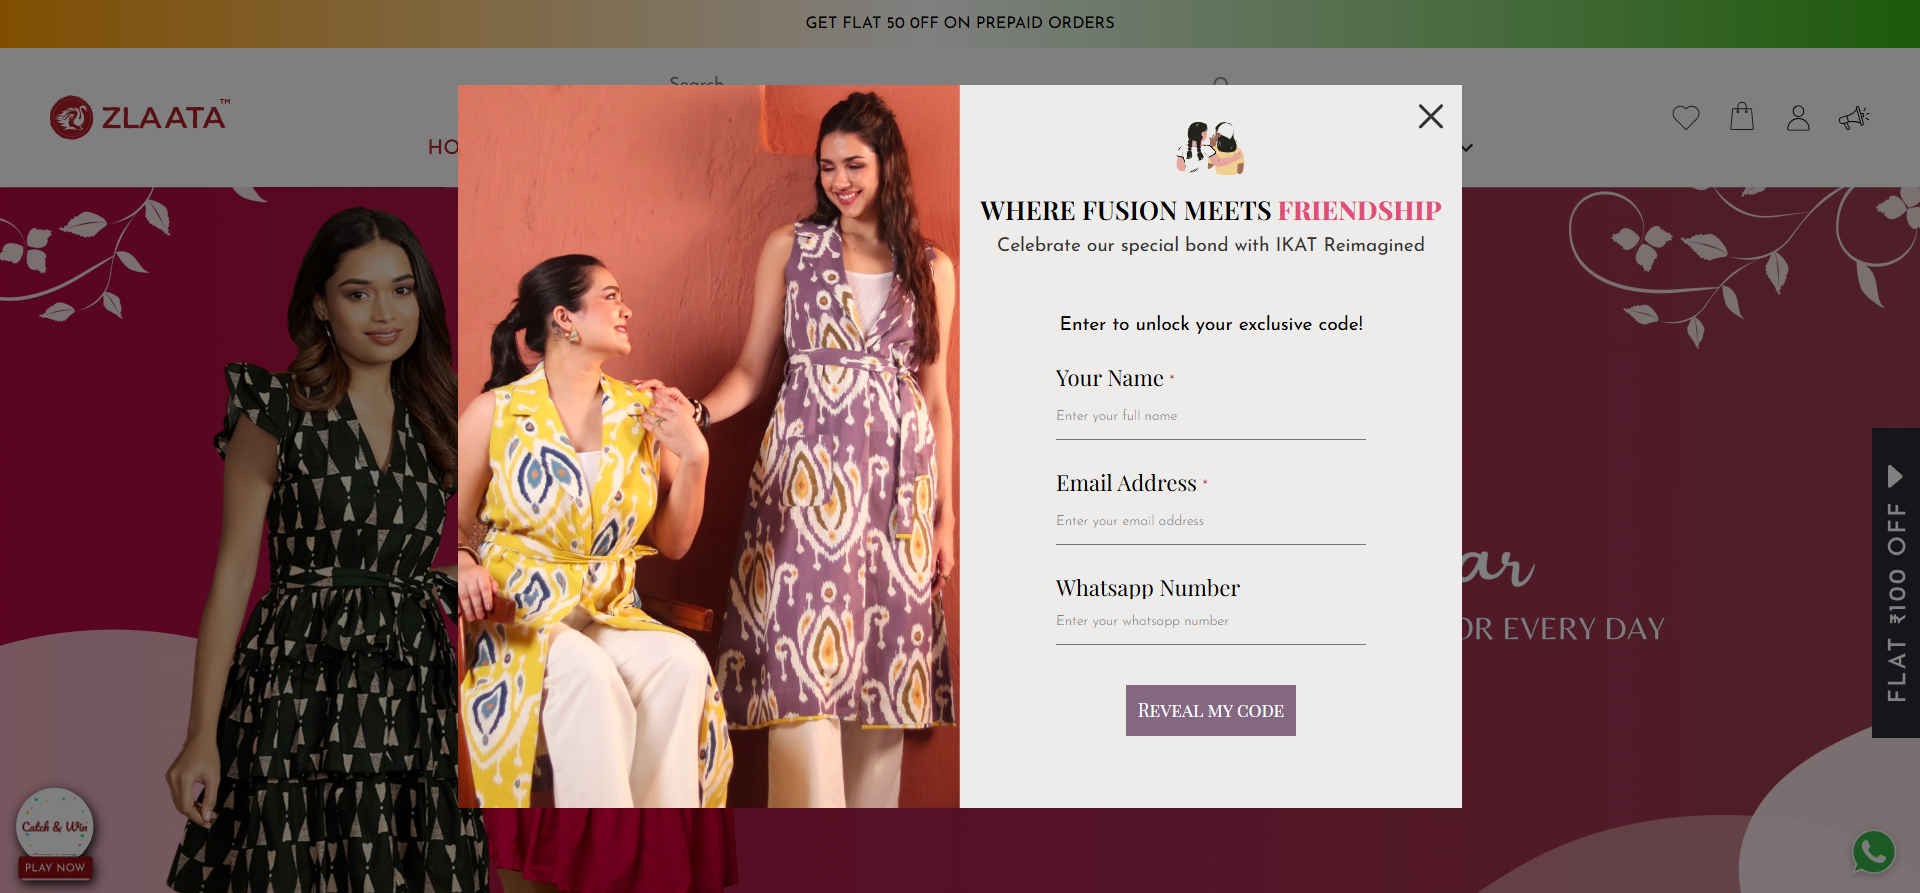 GET FLAT 50 OFF ON PREPAID ORDERS
Search
ZLAATA™
HO
WHERE FUSION MEETS FRIENDSHIP
Celebrate our special bond with IKAT Reimagined
Enter to unlock your exclusive code!
Your Name *
Enter your full name
Email Address *
Enter your email address
Whatsapp Number
Enter your whatsapp number
REVEAL MY CODE
ar
OR EVERY DAY
FLAT ₹100 OFF
Catch & Win
PLAY NOW